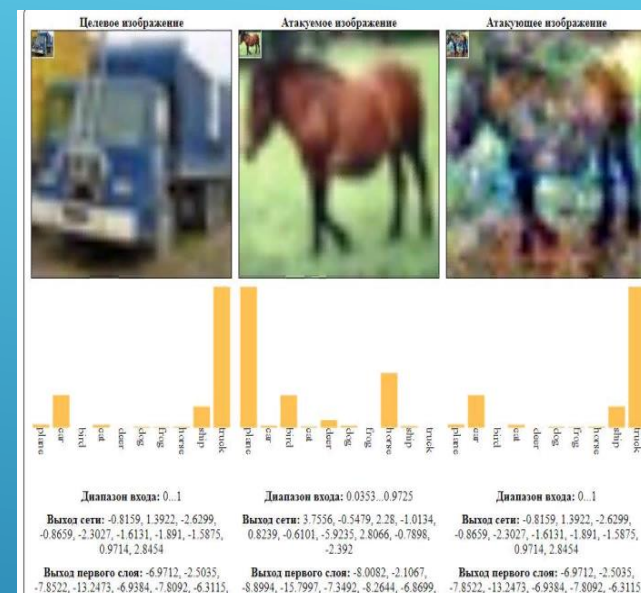 Целевое изображение
Атакуемое изображение
Атакующее изображение
plane car bird cat deer dog frog horse ship truck
plane car bird cat deer dog frog horse ship truck
plane car bird cat deer dog frog horse ship truck
Диапазон входа: 0...1
Выход сети: -0.8159, 1.3922, -2.6299,
-0.8659, -2.3027, -1.6131, -1.891, -1.5875,
0.9714, 2.8454
Выход первого слоя: -6.9712, -2.5035,
-7.8522, -13.2473, -6.9384, -7.8092, -6.3115,
Диапазон входа: 0.0353...0.9725
Выход сети: 3.7556, -0.5479, 2.28, -1.0134,
0.8239, -0.6101, -5.9235, 2.8066, -0.7898,
-2.392
Выход первого слоя: -8.0082, -2.1067,
-8.8994, -15.7997, -7.3492, -8.2644, -6.8699,
Диапазон входа: 0...1
Выход сети: -0.8159, 1.3922, -2.6299,
-0.8659, -2.3027, -1.6131, -1.891, -1.5875,
0.9714, 2.8454
Выход первого слоя: -6.9712, -2.5035,
-7.8522, -13.2473, -6.9384, -7.8092, -6.3115